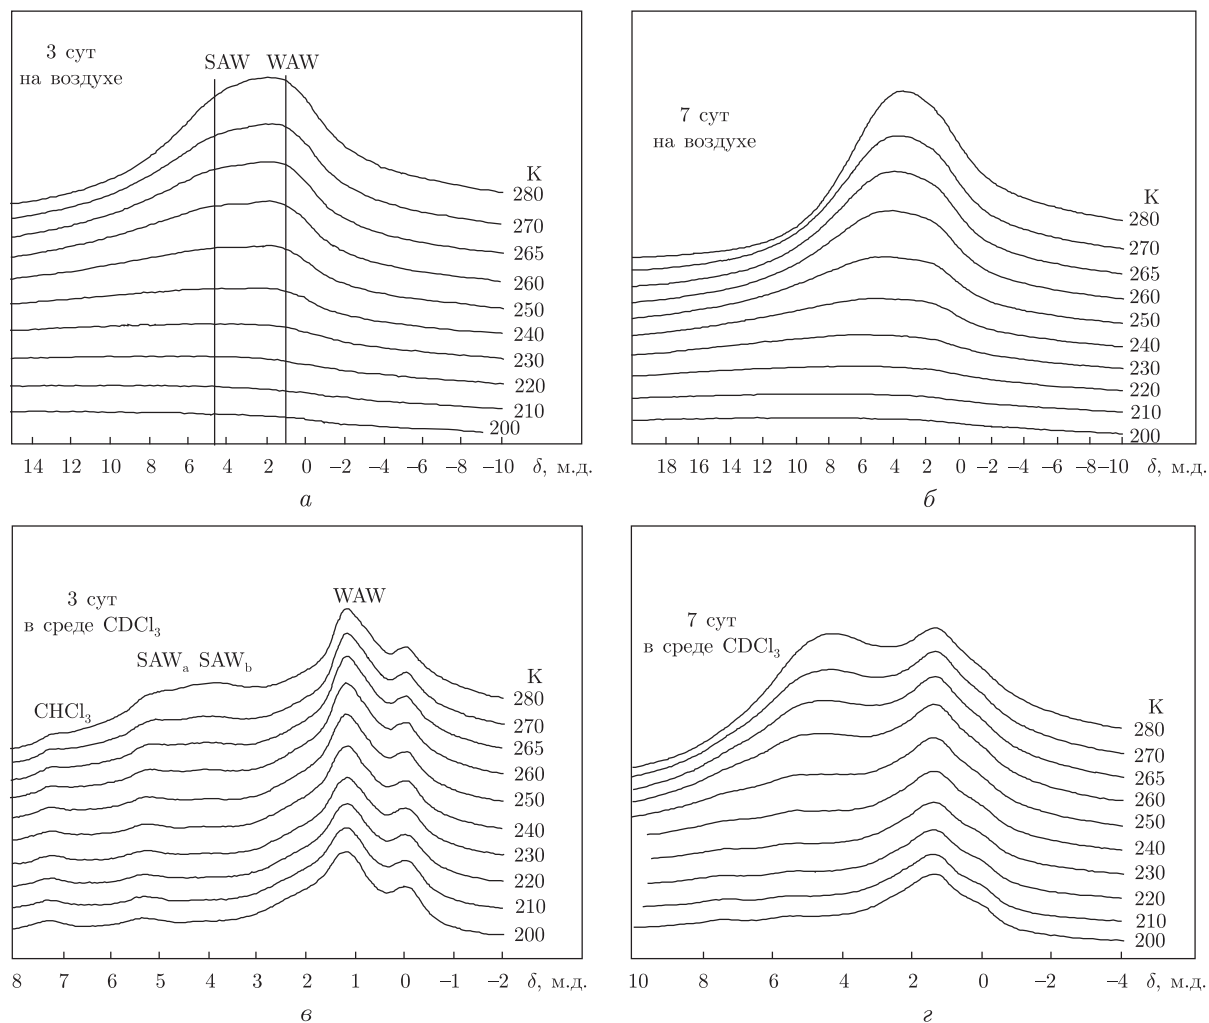 3 сут
на воздухе
SAW WAW
K
280
270
265
260
250
240
230
220
210
200
14 12 10 8 6 4 2 0 –2 –4 –6 –8 –10 δ, м.д.
а
7 сут
на воздухе
K
280
270
265
260
250
240
230
220
210
200
18 16 14 12 10 8 6 4 2 0 –2 –4 –6 –8 –10 δ, м.д.
б
3 сут
в среде CDCl₃
WAW
SAWₐ SAW_b
CHCl₃
K
280
270
265
260
250
240
230
220
210
200
8 7 6 5 4 3 2 1 0 –1 –2 δ, м.д.
в
7 сут
в среде CDCl₃
K
280
270
265
260
250
240
230
220
210
200
10 8 6 4 2 0 –2 –4 δ, м.д.
г